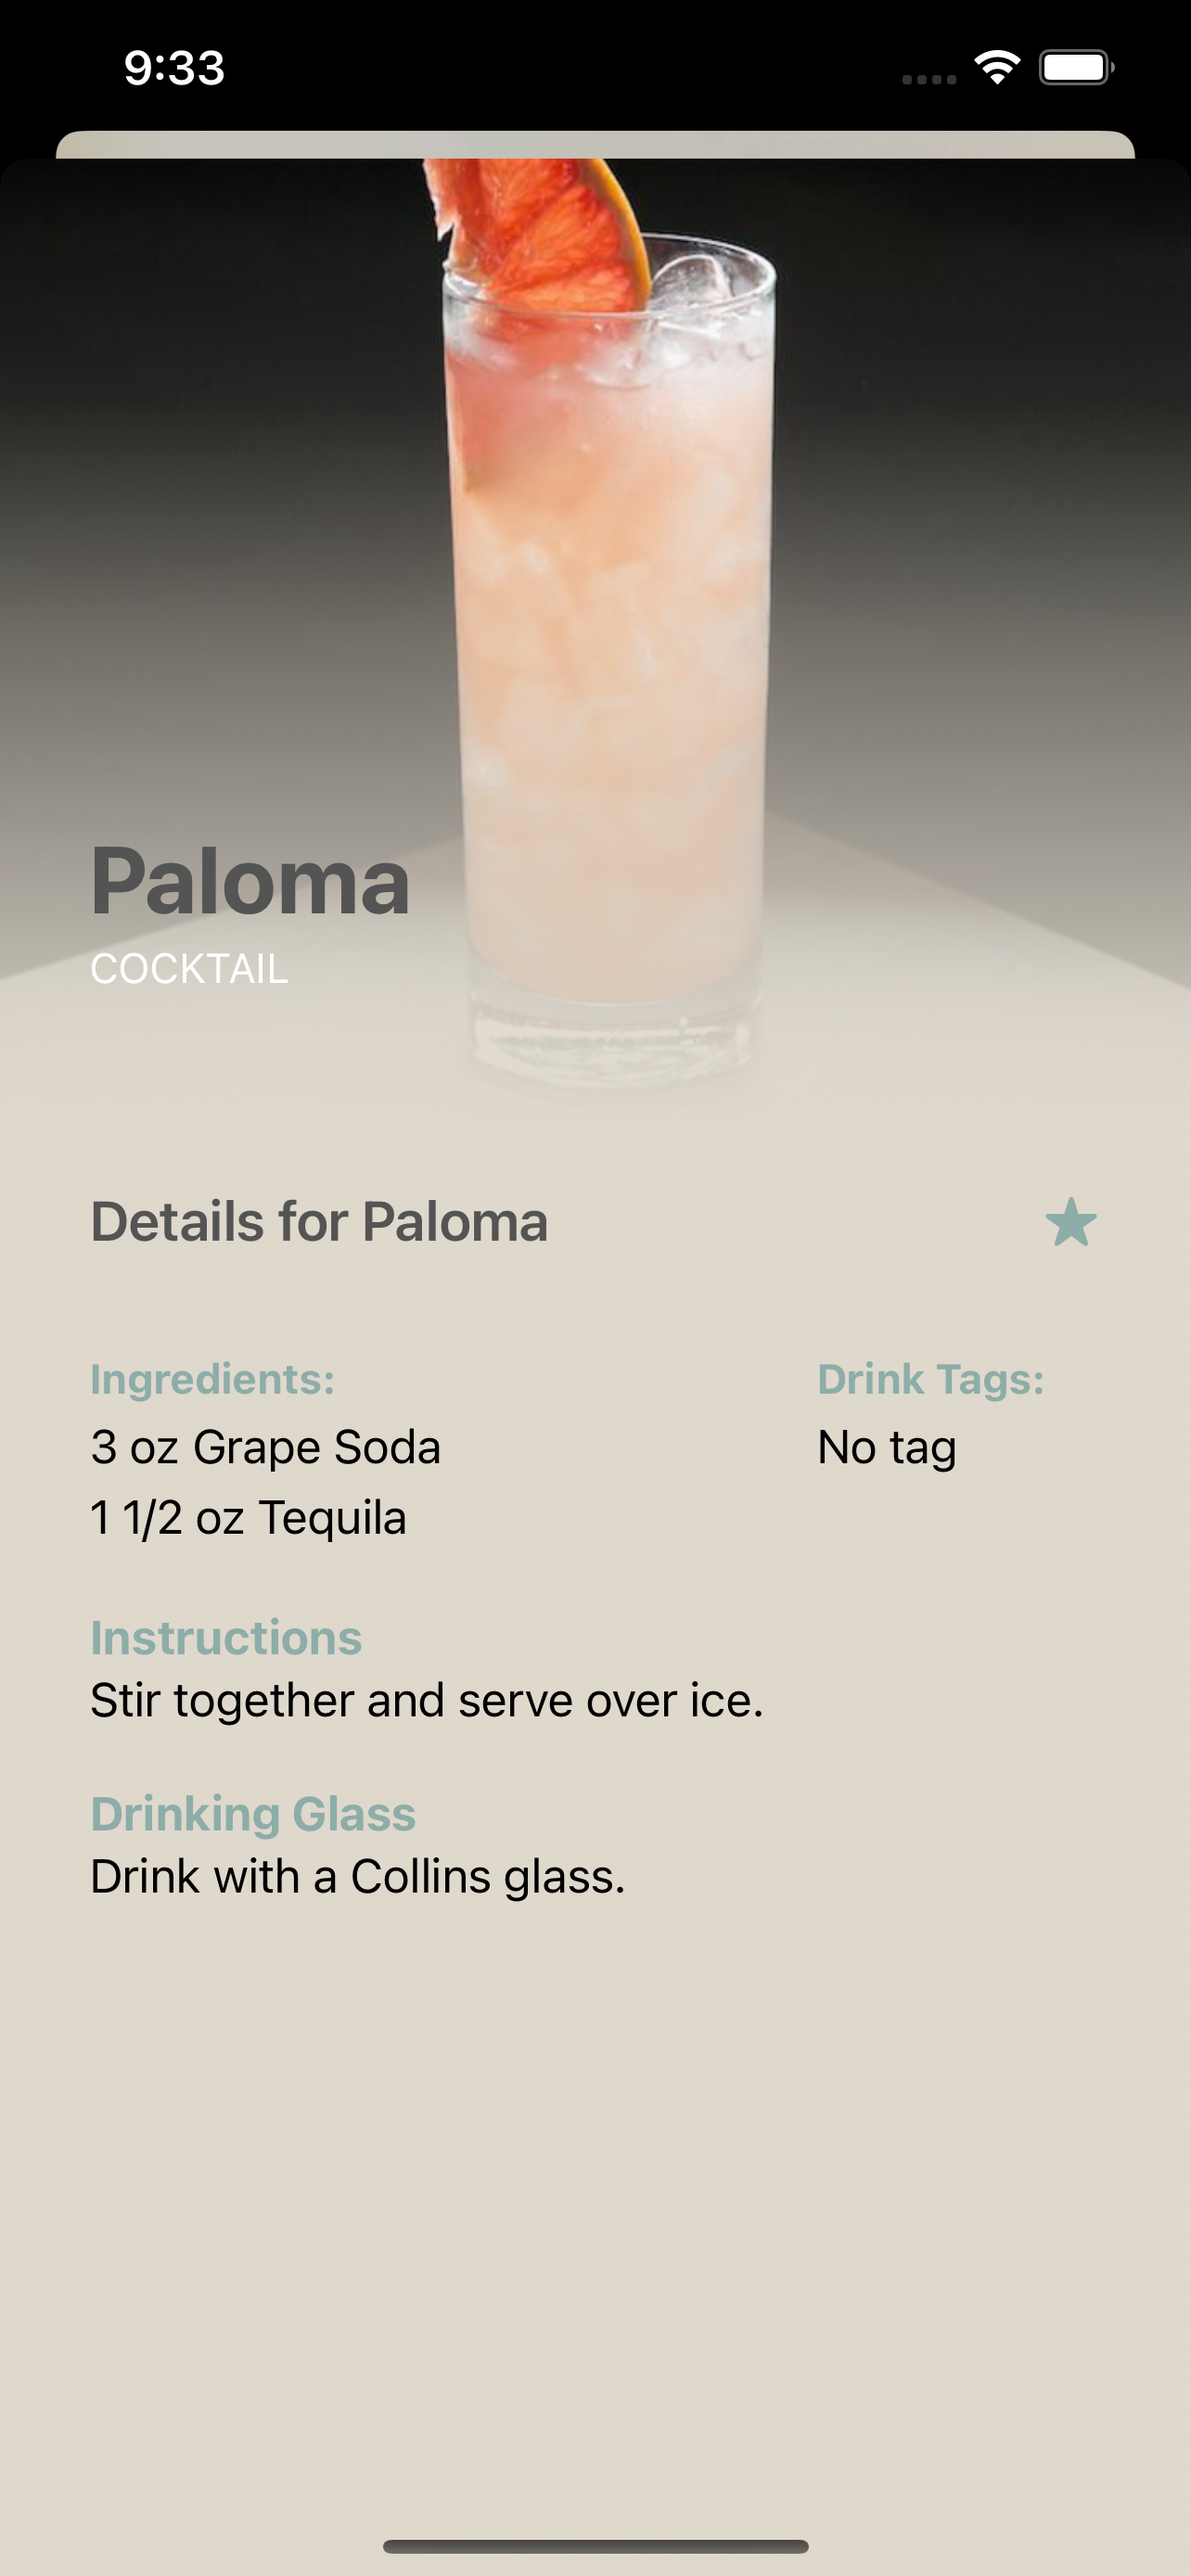 9:33
Paloma
COCKTAIL
Details for Paloma
Ingredients:
3 oz Grape Soda
1 1/2 oz Tequila
Drink Tags:
No tag
Instructions
Stir together and serve over ice.
Drinking Glass
Drink with a Collins glass.